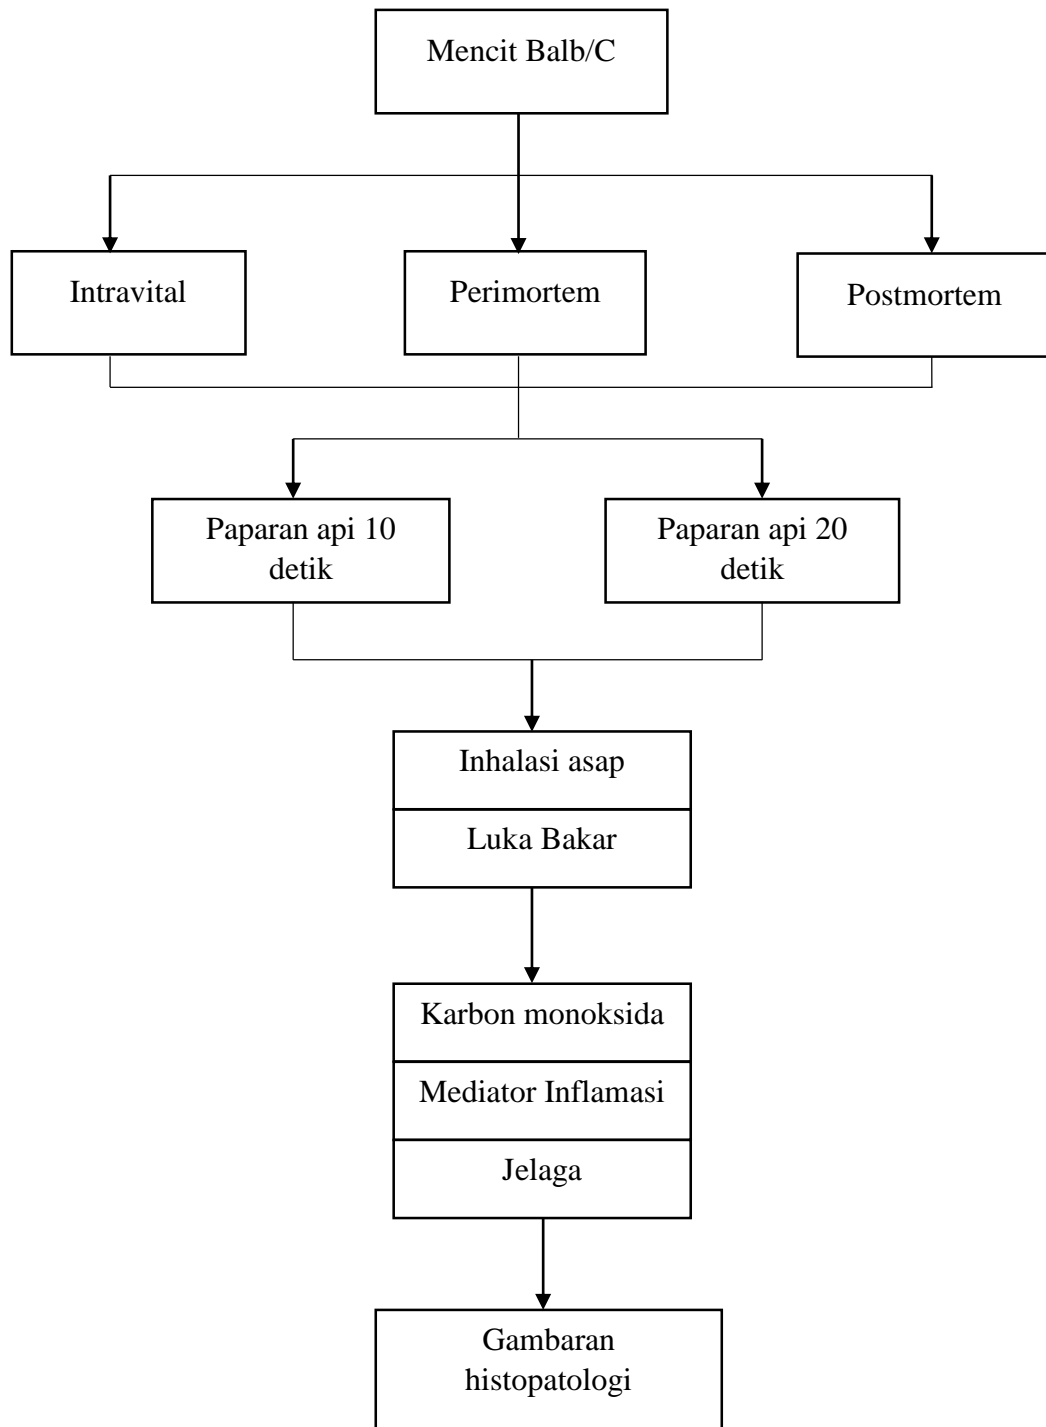 Mencit Balb/C
Intravital
Perimortem
Postmortem
Paparan api 10
detik
Paparan api 20
detik
Inhalasi asap
Luka Bakar
Karbon monoksida
Mediator Inflamasi
Jelaga
Gambaran
histopatologi